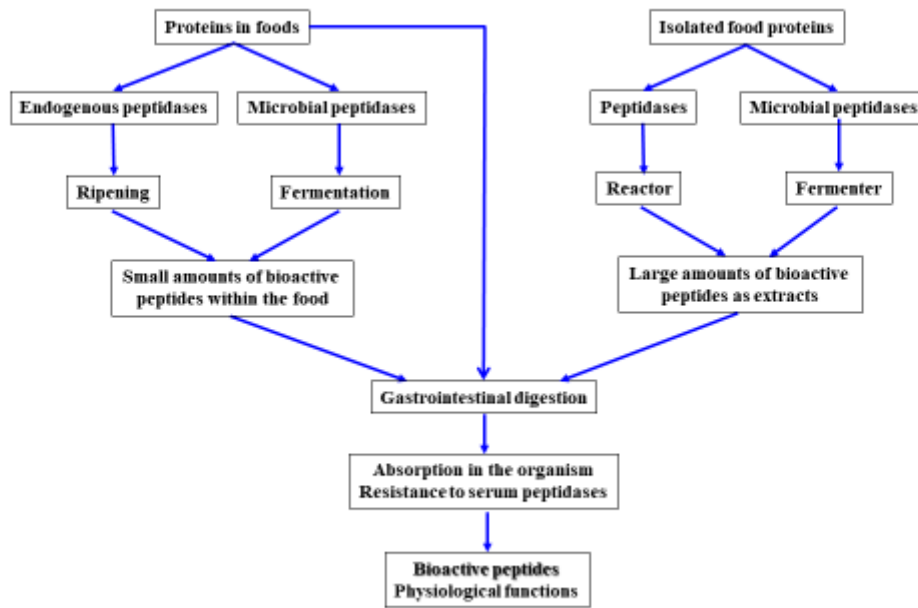 Proteins in foods
Isolated food proteins
Endogenous peptidases
Microbial peptidases
Peptidases
Microbial peptidases
Ripening
Fermentation
Reactor
Fermenter
Small amounts of bioactive
peptides within the food
Large amounts of bioactive
peptides as extracts
Gastrointestinal digestion
Absorption in the organism
Resistance to serum peptidases
Bioactive peptides
Physiological functions